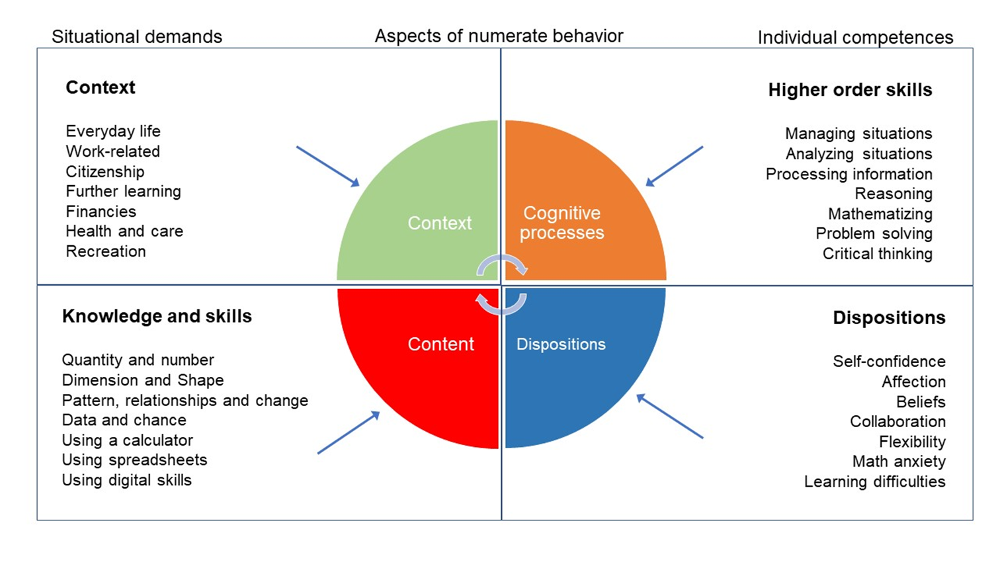 Situational demands
Aspects of numerate behavior
Individual competences
Context
Everyday life
Work-related
Citizenship
Further learning
Financies
Health and care
Recreation
Higher order skills
Managing situations
Analyzing situations
Processing information
Reasoning
Mathematizing
Problem solving
Critical thinking
Context
Cognitive
processes
Content
Dispositions
Knowledge and skills
Quantity and number
Dimension and Shape
Pattern, relationships and change
Data and chance
Using a calculator
Using spreadsheets
Using digital skills
Dispositions
Self-confidence
Affection
Beliefs
Collaboration
Flexibility
Math anxiety
Learning difficulties